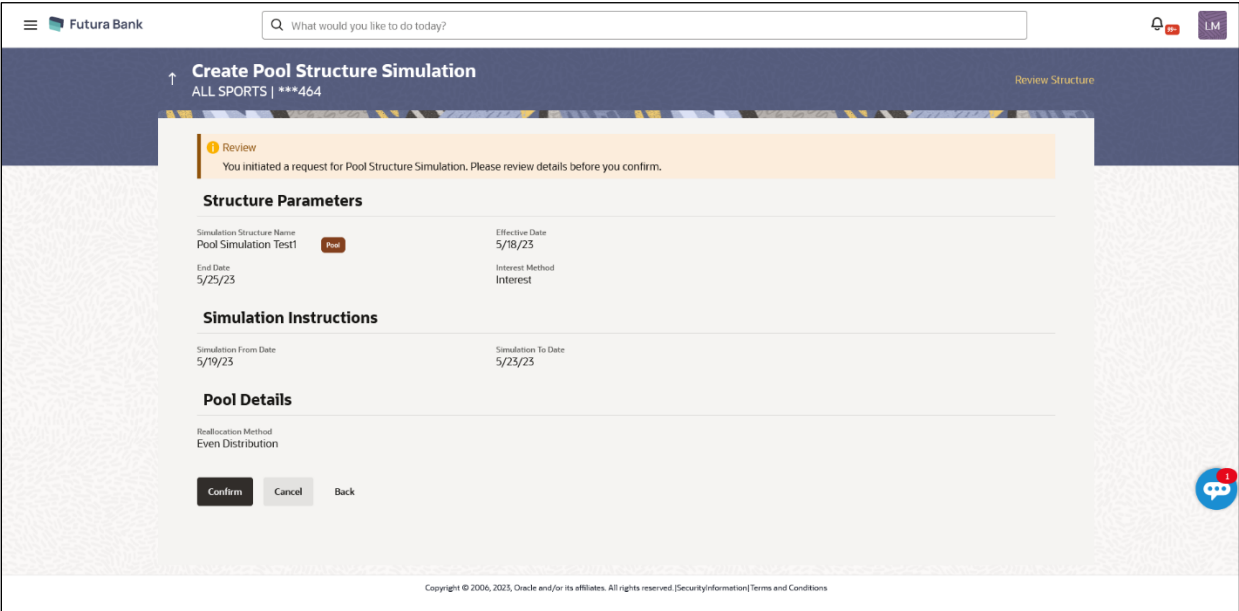 Futura Bank
What would you like to do today?
99+
LM
Create Pool Structure Simulation
ALL SPORTS | ***464
Review Structure
Review
You initiated a request for Pool Structure Simulation. Please review details before you confirm.
Structure Parameters
Simulation Structure Name
Pool Simulation Test1
Pool
Effective Date
5/18/23
End Date
5/25/23
Interest Method
Interest
Simulation Instructions
Simulation From Date
5/19/23
Simulation To Date
5/23/23
Pool Details
Reallocation Method
Even Distribution
Confirm Cancel Back
1
Copyright © 2006, 2023, Oracle and/or its affiliates. All rights reserved.|SecurityInformation|Terms and Conditions